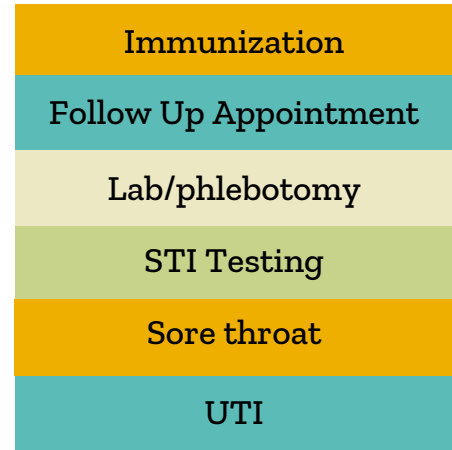 Immunization
Follow Up Appointment
Lab/phlebotomy
STI Testing
Sore throat
UTI